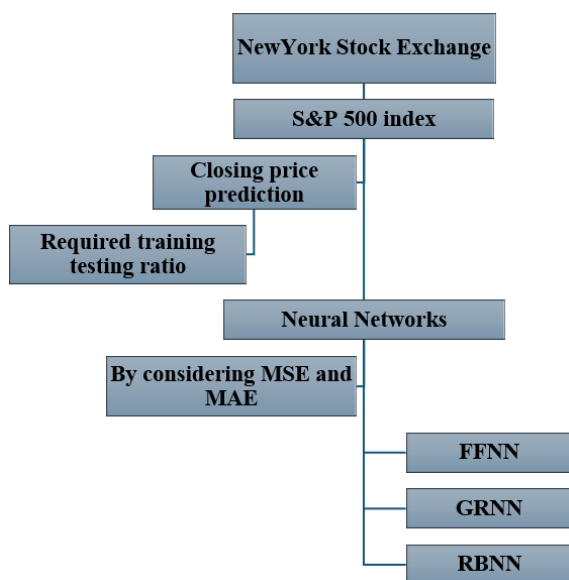 NewYork Stock Exchange
S&P 500 index
Closing price
prediction
Required training
testing ratio
Neural Networks
By considering MSE and
MAE
FFNN
GRNN
RBNN